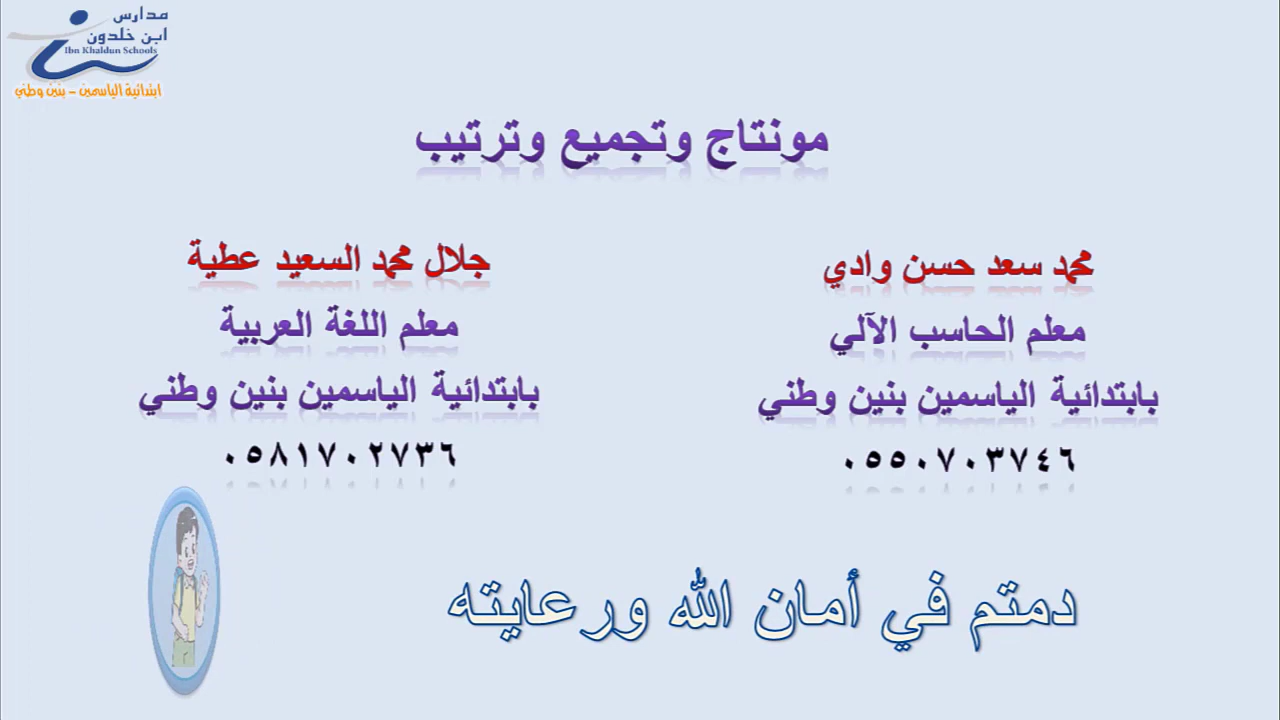 مدارس
ابن خلدون
Ibn Khaldun Schools
ابتدائية الياسمين - بنين وطني
مونتاج وتجميع وترتيب
محمد سعد حسن وادي
معلم الحاسب الآلي
بابتدائية الياسمين بنين وطني
٠٥٥٠٧٠٣٧٤٦
جلال محمد السعيد عطية
معلم اللغة العربية
بابتدائية الياسمين بنين وطني
٠٥٨١٧٠٢٧٣٦
دمتم في أمان الله ورعايته